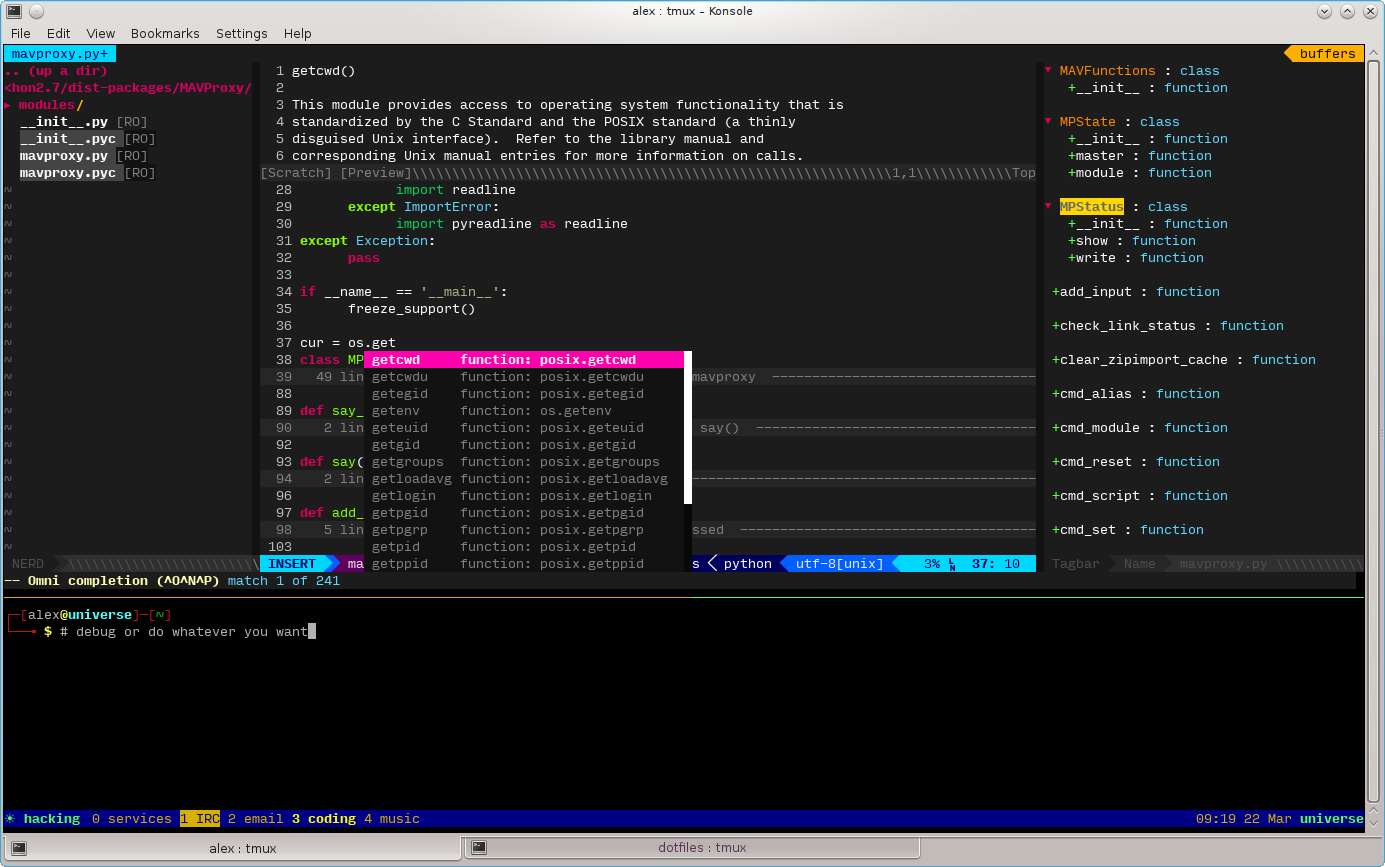 alex : tmux – Konsole
File Edit View Bookmarks Settings Help
mavproxy.py+
buffers
.. (up a dir)
<hon2.7/dist-packages/MAVProxy/
▸ modules/
__init__.py [RO]
__init__.pyc [RO]
mavproxy.py [RO]
mavproxy.pyc [RO]
1 getcwd()
2
3 This module provides access to operating system functionality that is
4 standardized by the C Standard and the POSIX standard (a thinly
5 disguised Unix interface).  Refer to the library manual and
6 corresponding Unix manual entries for more information on calls.
[Scratch] [Preview] 1,1 Top
28 import readline
29 except ImportError:
30 import pyreadline as readline
31 except Exception:
32 pass
33
34 if __name__ == '__main__':
35 freeze_support()
36
37 cur = os.get
38 class MP
39 49 lin mavproxy
88
89 def say_
90 2 lin say()
92
93 def say(
94 2 lin
96
97 def add_
98 5 lin ssed
103
getcwd function: posix.getcwd
getcwdu function: posix.getcwdu
getegid function: posix.getegid
getenv function: os.getenv
geteuid function: posix.geteuid
getgid function: posix.getgid
getgroups function: posix.getgroups
getloadavg function: posix.getloadavg
getlogin function: posix.getlogin
getpgid function: posix.getpgid
getpgrp function: posix.getpgrp
getpid function: posix.getpid
getppid function: posix.getppid
▾ MAVFunctions : class
+__init__ : function
▾ MPState : class
+__init__ : function
+master : function
+module : function
▾ MPStatus : class
+__init__ : function
+show : function
+write : function
+add_input : function
+check_link_status : function
+clear_zipimport_cache : function
+cmd_alias : function
+cmd_module : function
+cmd_reset : function
+cmd_script : function
+cmd_set : function
NERD
INSERT ma s python utf-8[unix] 3% LN 37: 10
Tagbar Name mavproxy.py
-- Omni completion (^O^N^P) match 1 of 241
[alex@universe]-[~]
$ # debug or do whatever you want
☀ hacking 0 services 1 IRC 2 email 3 coding 4 music 09:19 22 Mar universe
alex : tmux
dotfiles : tmux